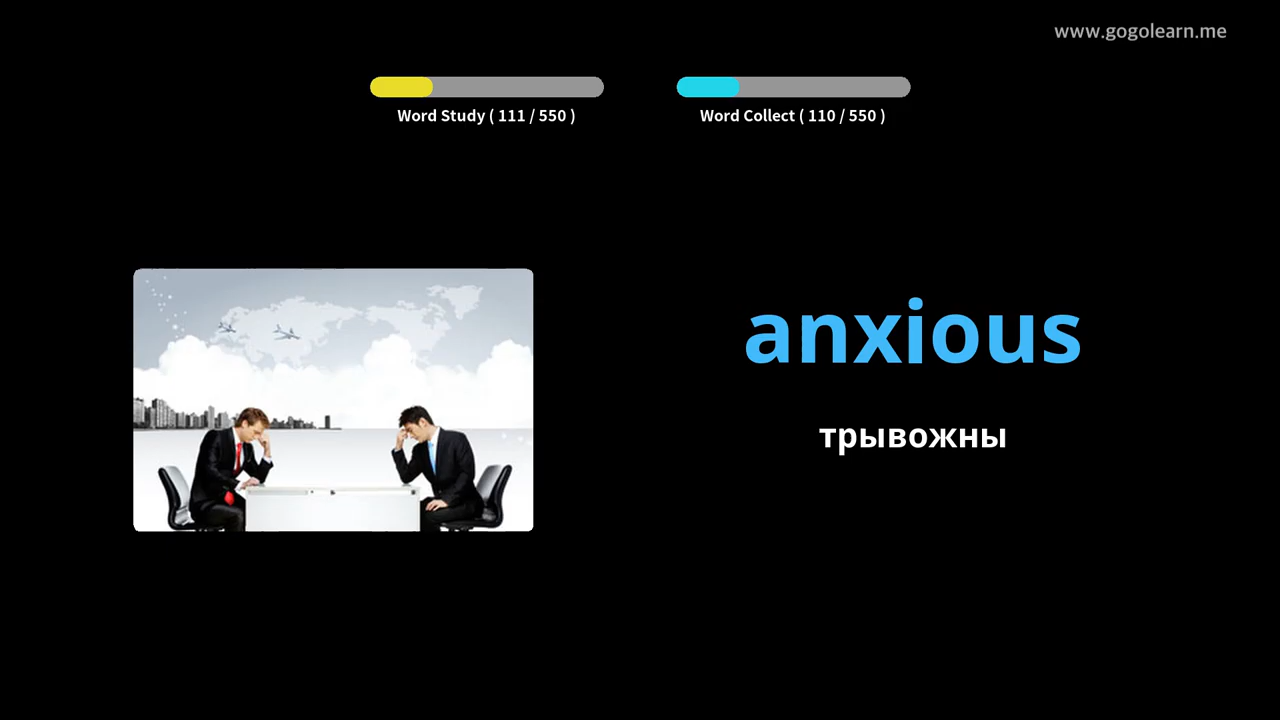 www.gogolearn.me
Word Study ( 111 / 550 )
Word Collect ( 110 / 550 )
anxious
трывожны